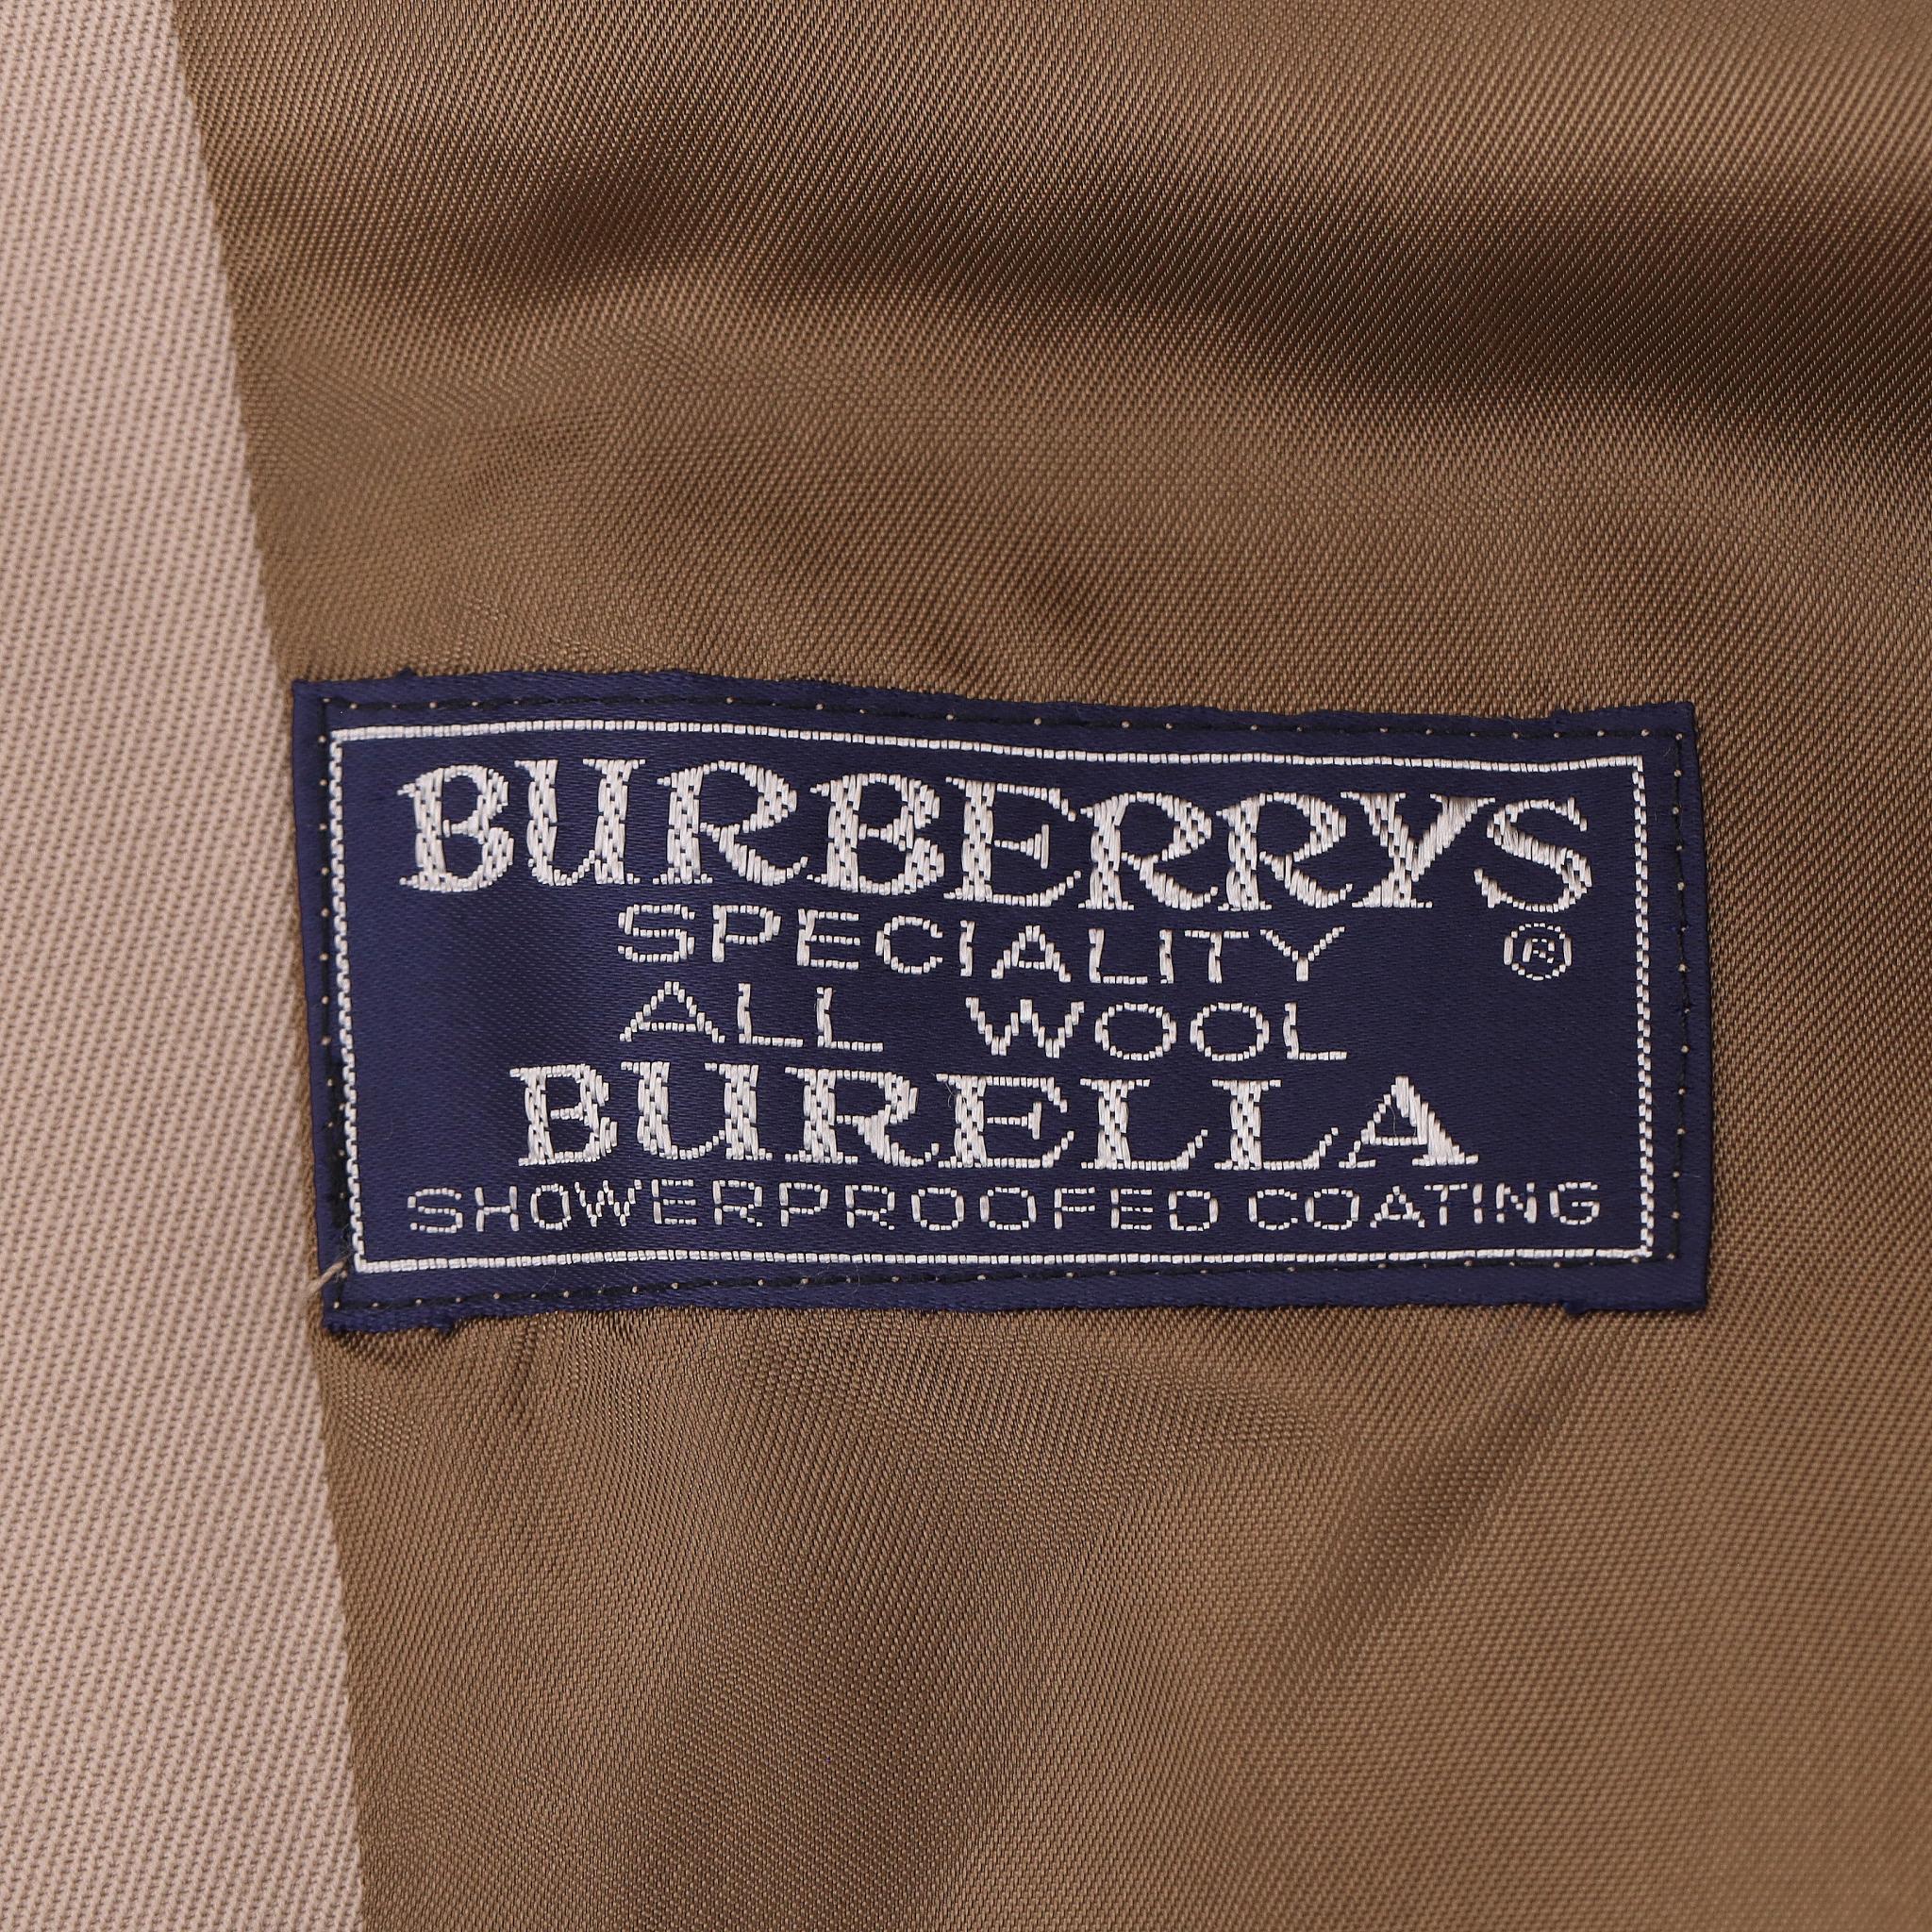 BURBERRYS
SPECIALITY ®
ALL WOOL
BURELLA
SHOWERPROOFED COATING